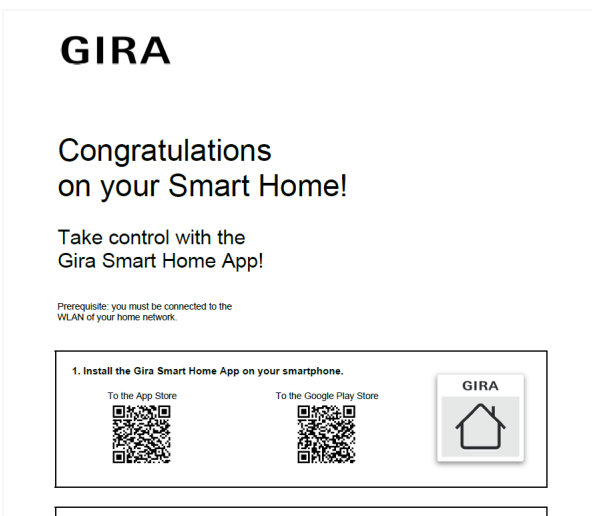 GIRA
Congratulations
on your Smart Home!
Take control with the
Gira Smart Home App!
Prerequisite: you must be connected to the
WLAN of your home network.
1. Install the Gira Smart Home App on your smartphone.
To the App Store
To the Google Play Store
GIRA